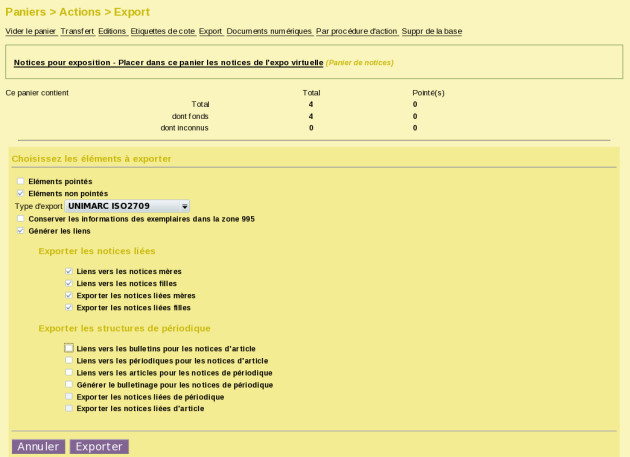 Paniers > Actions > Export
Vider le panier Transfert Editions Etiquettes de cote Export Documents numériques Par procédure d'action Suppr de la base
Notices pour exposition - Placer dans ce panier les notices de l'expo virtuelle (Panier de notices)
Ce panier contient Total Pointé(s)
Total 4 0
dont fonds 4 0
dont inconnus 0 0
Choisissez les éléments à exporter
Eléments pointés
Eléments non pointés
Type d'export UNIMARC ISO2709
Conserver les informations des exemplaires dans la zone 995
Générer les liens
Exporter les notices liées
Liens vers les notices mères
Liens vers les notices filles
Exporter les notices liées mères
Exporter les notices liées filles
Exporter les structures de périodique
Liens vers les bulletins pour les notices d'article
Liens vers les périodiques pour les notices d'article
Liens vers les articles pour les notices de périodique
Générer le bulletinage pour les notices de périodique
Exporter les notices liées de périodique
Exporter les notices liées d'article
Annuler Exporter